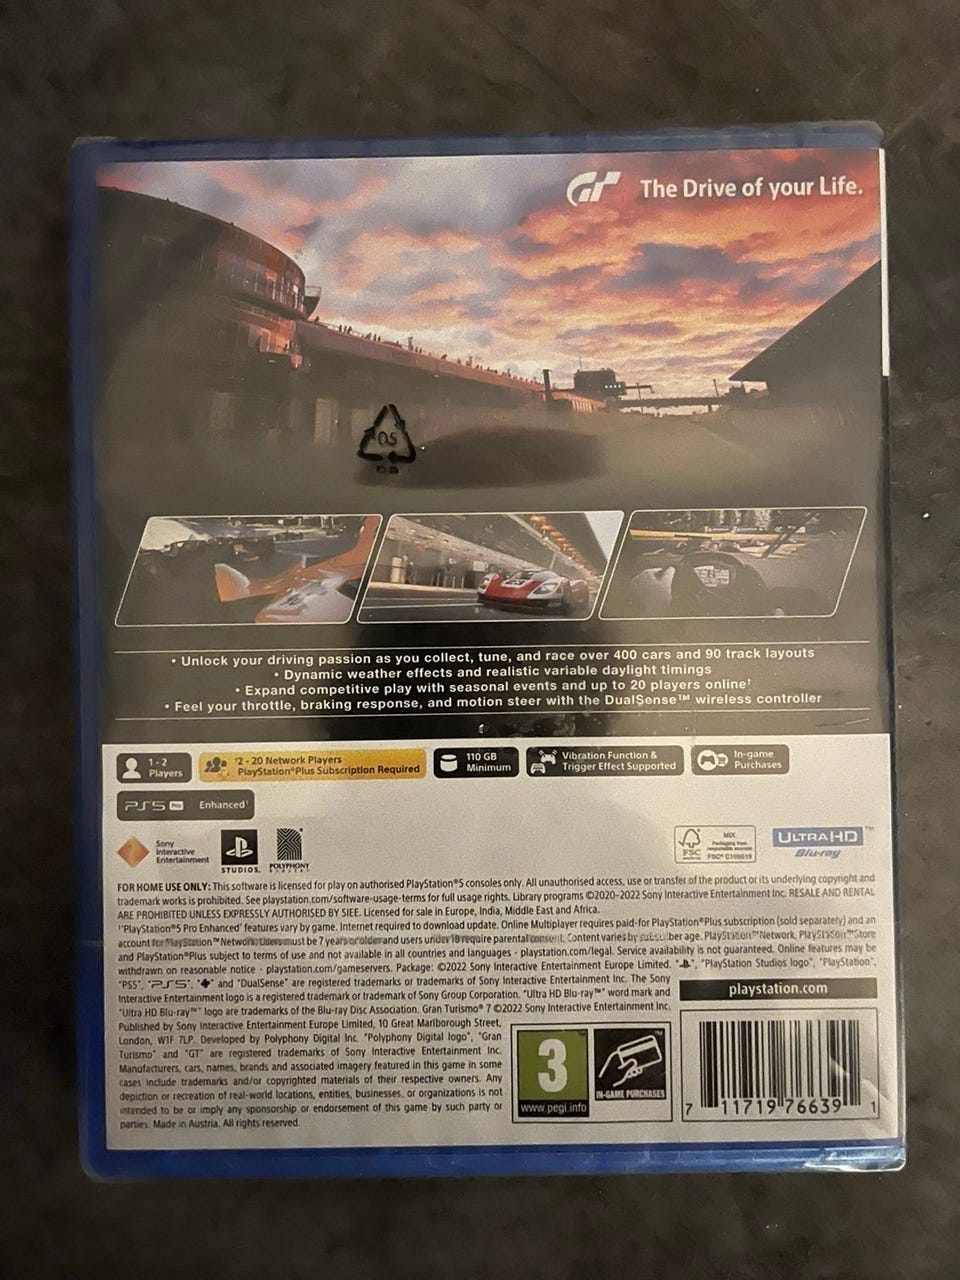 GT The Drive of your Life.
05
• Unlock your driving passion as you collect, tune, and race over 400 cars and 90 track layouts
• Dynamic weather effects and realistic variable daylight timings
• Expand competitive play with seasonal events and up to 20 players online†
• Feel your throttle, braking response, and motion steer with the DualSense™ wireless controller
1 - 2 Players
†2 - 20 Network Players
PlayStation®Plus Subscription Required
110 GB Minimum
Vibration Function & Trigger Effect Supported
In-game Purchases
PS5 Pro Enhanced
Sony Interactive Entertainment
PLAYSTATION STUDIOS
POLYPHONY DIGITAL
FSC
MIX
Packaging from responsible sources
ULTRA HD Blu-ray™
FOR HOME USE ONLY: This software is licensed for play on authorised PlayStation®5 consoles only. All unauthorised access, use or transfer of the product or its underlying copyright and
trademark works is prohibited. See playstation.com/software-usage-terms for full usage rights. Library programs ©2020-2022 Sony Interactive Entertainment Inc. RESALE AND RENTAL
ARE PROHIBITED UNLESS EXPRESSLY AUTHORISED BY SIEE. Licensed for sale in Europe, India, Middle East and Africa.
'PlayStation®5 Pro Enhanced' features vary by game. Internet required to download update. Online Multiplayer requires paid-for PlayStation®Plus subscription (sold separately) and an
account for PlayStation™Network. Users must be 7 years or older and users under 18 require parental consent. Content varies by subscriber age. PlayStation™Network, PlayStation™Store
and PlayStation®Plus subject to terms of use and not available in all countries and languages - playstation.com/legal. Service availability is not guaranteed. Online features may be
withdrawn on reasonable notice - playstation.com/gameservers. Package: ©2022 Sony Interactive Entertainment Europe Limited. "PlayStation Studios logo", "PlayStation",
"PS5", "PS5", and "DualSense" are registered trademarks or trademarks of Sony Interactive Entertainment Inc. The Sony
Interactive Entertainment logo is a registered trademark or trademark of Sony Group Corporation. "Ultra HD Blu-ray™" word mark and
"Ultra HD Blu-ray™" logo are trademarks of the Blu-ray Disc Association. Gran Turismo® 7 ©2022 Sony Interactive Entertainment Inc.
Published by Sony Interactive Entertainment Europe Limited, 10 Great Marlborough Street,
London, W1F 7LP. Developed by Polyphony Digital Inc. "Polyphony Digital logo", "Gran
Turismo" and "GT" are registered trademarks of Sony Interactive Entertainment Inc.
Manufacturers, cars, names, brands and associated imagery featured in this game in some
cases include trademarks and/or copyrighted materials of their respective owners. Any
depiction or recreation of real-world locations, entities, businesses, or organizations is not
intended to be or imply any sponsorship or endorsement of this game by such party or
parties. Made in Austria. All rights reserved.
playstation.com
3
www.pegi.info
IN-GAME PURCHASES
7 11719 76639 1